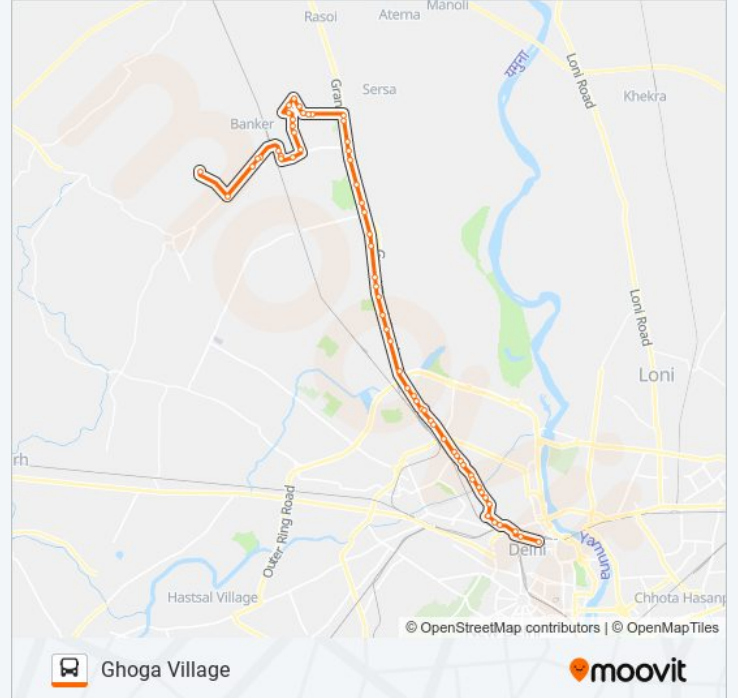 Manoli
Aterna
Rasoi
यमुना
Loni Road
Sersa
Gran
Khekra
Banker
Loni Road
Loni
rh
Outer Ring Road
Delhi
Yamuna
Hastsal Village
Chhota Hasanp
© OpenStreetMap contributors | © OpenMapTiles
Ghoga Village
moovit